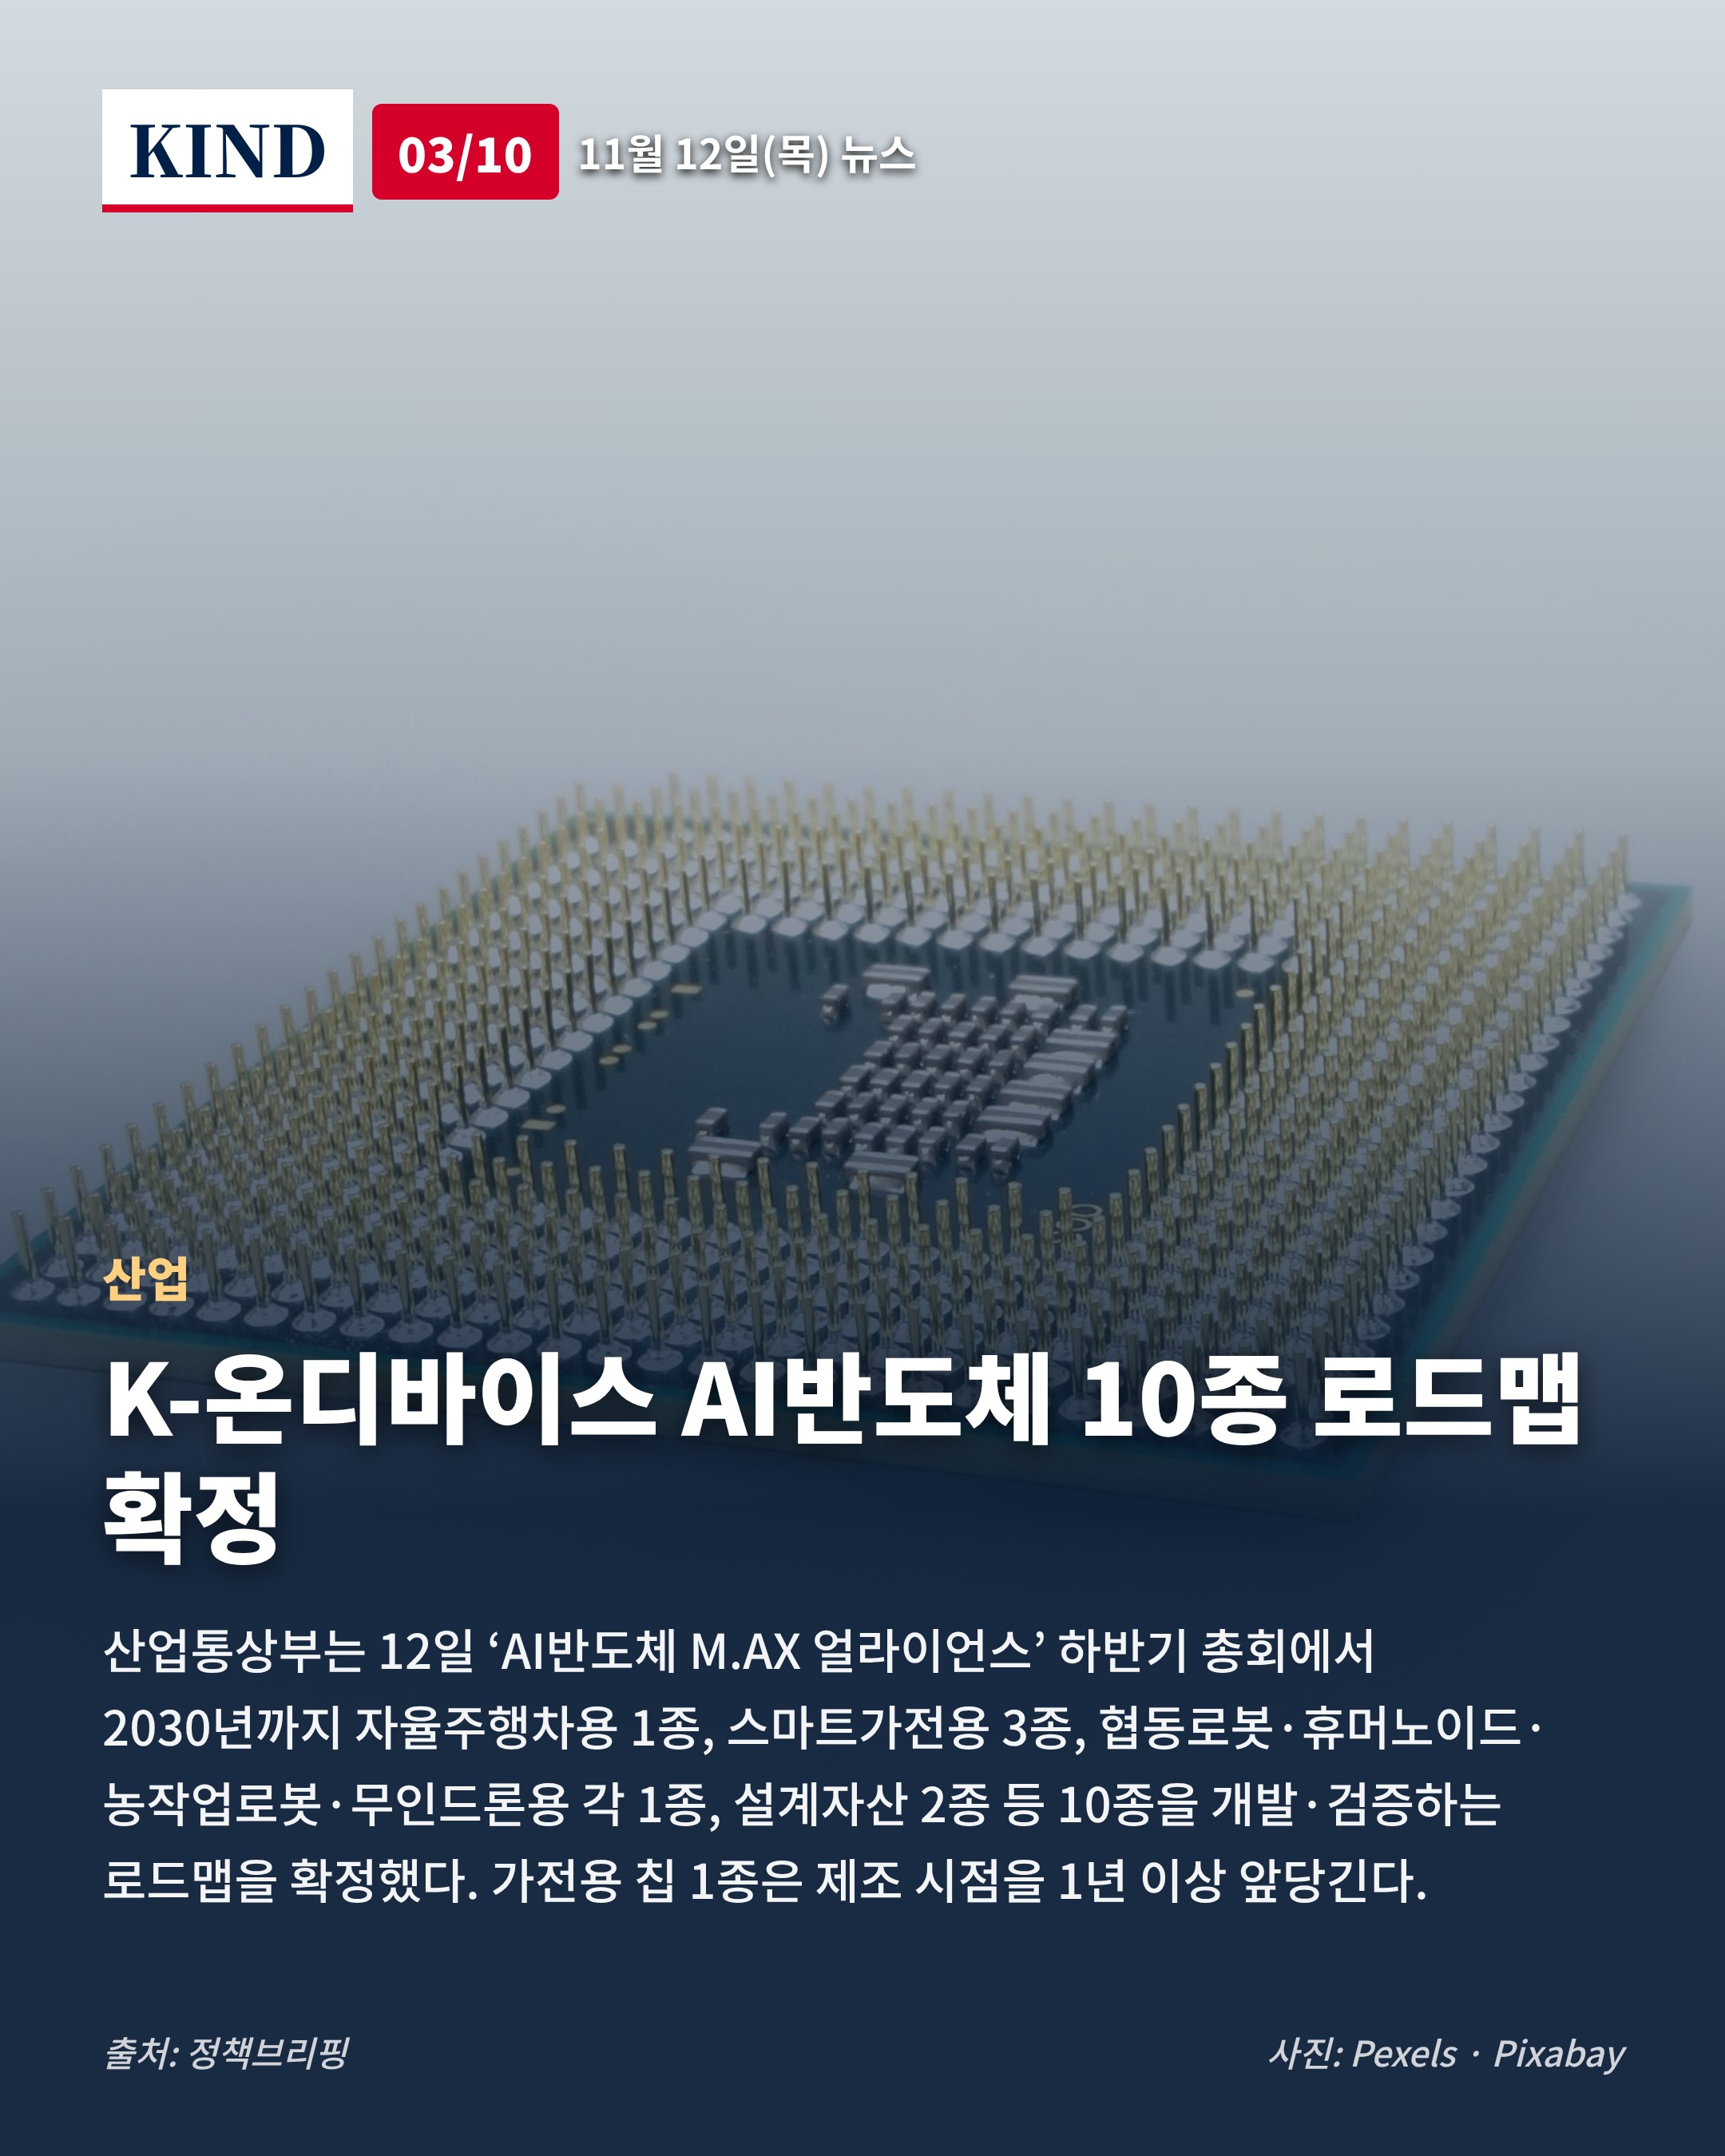 KIND
03/10
11월 12일(목) 뉴스
산업
K-온디바이스 AI반도체 10종 로드맵
확정
산업통상부는 12일 ‘AI반도체 M.AX 얼라이언스’ 하반기 총회에서
2030년까지 자율주행차용 1종, 스마트가전용 3종, 협동로봇·휴머노이드·
농작업로봇·무인드론용 각 1종, 설계자산 2종 등 10종을 개발·검증하는
로드맵을 확정했다. 가전용 칩 1종은 제조 시점을 1년 이상 앞당긴다.
출처: 정책브리핑
사진: Pexels · Pixabay